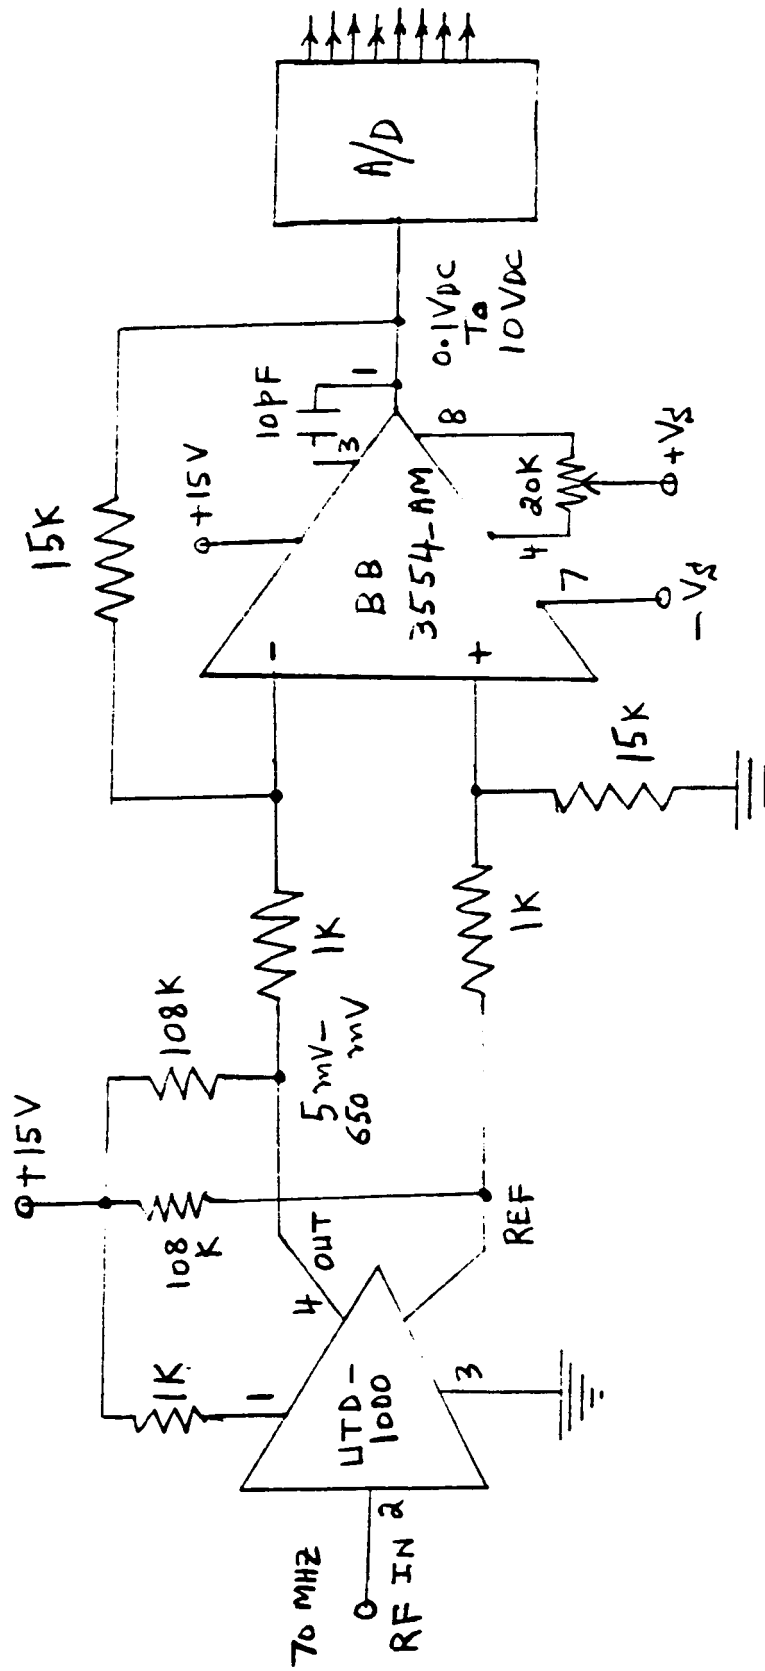 70 MHZ
RF IN
2
UTD-
1000
1
1K
3
4
OUT
REF
+15V
108
K
108K
5 mV-
650 mV
1K
1K
15K
15K
-
+
BB
3554-AM
+15V
7
-Vs
4
20K
8
+Vs
3
10PF
1
0.1VDC
To
10VDC
A/D